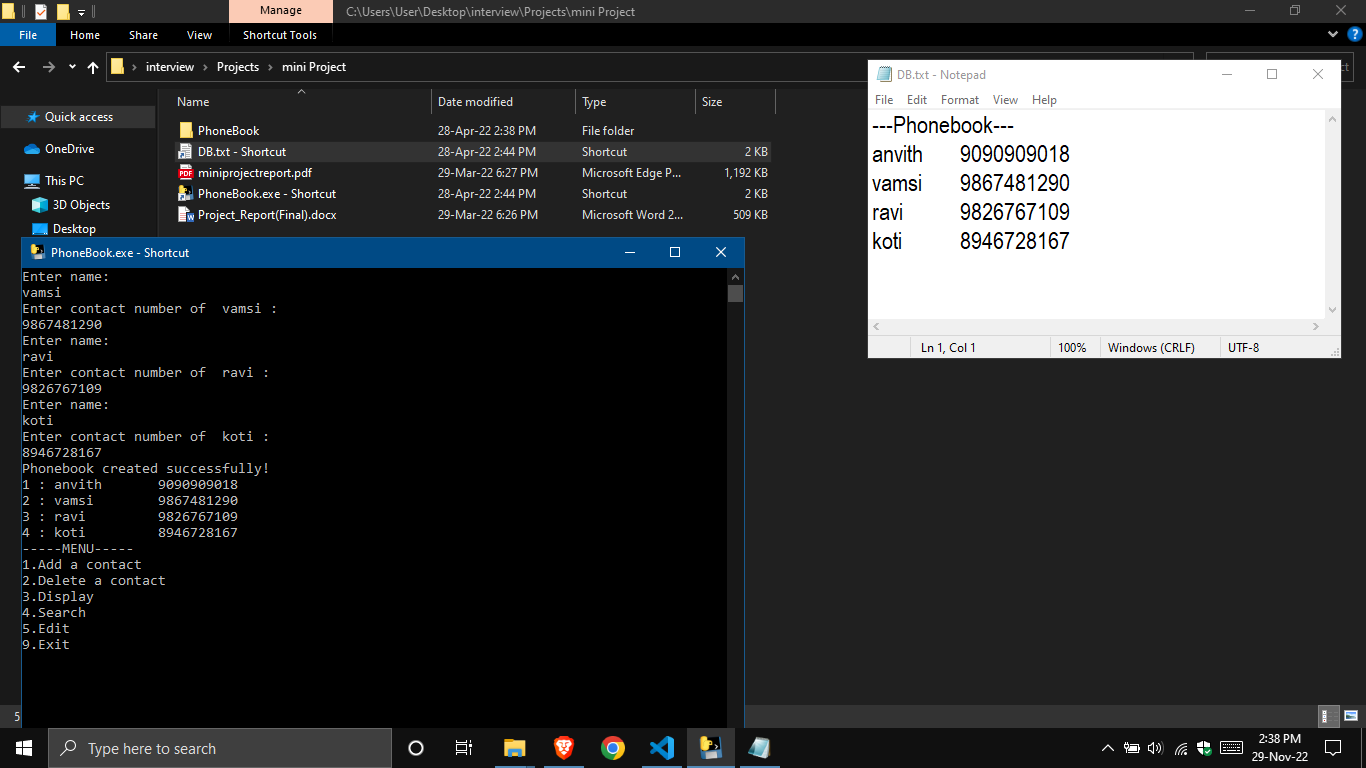 Manage
C:\Users\User\Desktop\interview\Projects\mini Project
File Home Share View Shortcut Tools
interview › Projects › mini Project
Name Date modified Type Size
Quick access
OneDrive
This PC
3D Objects
Desktop
PhoneBook 28-Apr-22 2:38 PM File folder
DB.txt - Shortcut 28-Apr-22 2:44 PM Shortcut 2 KB
miniprojectreport.pdf 29-Mar-22 6:27 PM Microsoft Edge P... 1,192 KB
PhoneBook.exe - Shortcut 28-Apr-22 2:44 PM Shortcut 2 KB
Project_Report(Final).docx 29-Mar-22 6:26 PM Microsoft Word 2... 509 KB
DB.txt - Notepad
File Edit Format View Help
---Phonebook---
anvith 9090909018
vamsi 9867481290
ravi 9826767109
koti 8946728167
Ln 1, Col 1 100% Windows (CRLF) UTF-8
PhoneBook.exe - Shortcut
Enter name:
vamsi
Enter contact number of  vamsi :
9867481290
Enter name:
ravi
Enter contact number of  ravi :
9826767109
Enter name:
koti
Enter contact number of  koti :
8946728167
Phonebook created successfully!
1 : anvith 9090909018
2 : vamsi 9867481290
3 : ravi 9826767109
4 : koti 8946728167
-----MENU-----
1.Add a contact
2.Delete a contact
3.Display
4.Search
5.Edit
9.Exit
5
Type here to search
2:38 PM
29-Nov-22